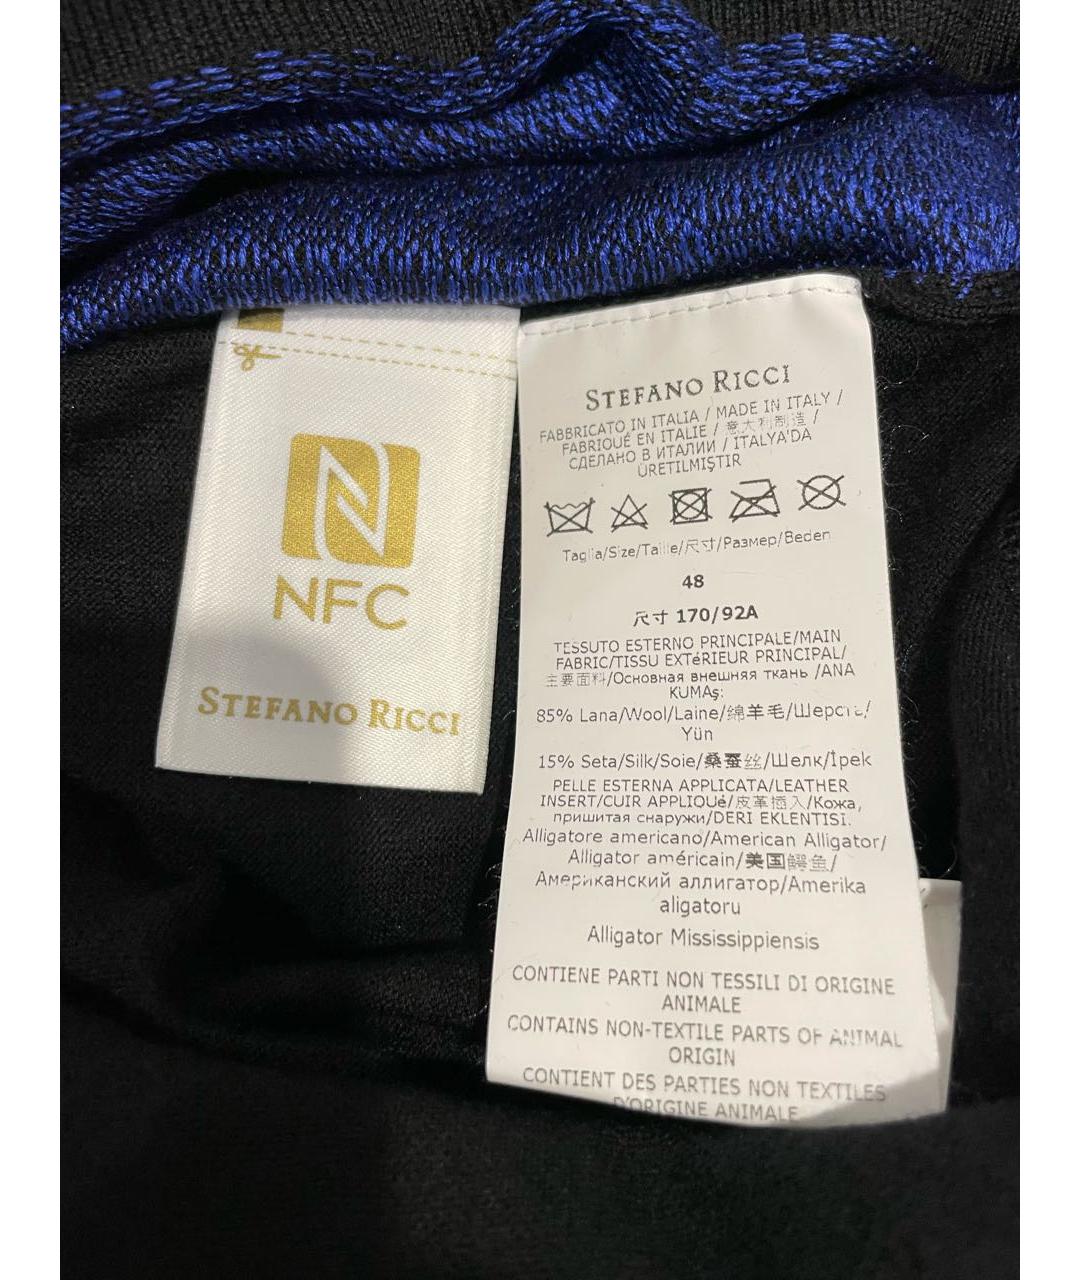 NFC
STEFANO RICCI
STEFANO RICCI
FABBRICATO IN ITALIA / MADE IN ITALY /
FABRIQUÉ EN ITALIE / 意大利制造 /
СДЕЛАНО В ИТАЛИИ / ITALYA'DA
ÜRETILMIŞTIR
Taglia/Size/Taille/尺寸/Размер/Beden
48
尺寸 170/92A
TESSUTO ESTERNO PRINCIPALE/MAIN
FABRIC/TISSU EXTéRIEUR PRINCIPAL/
主要面料/Основная внешняя ткань /ANA
KUMAş:
85% Lana/Wool/Laine/绵羊毛/Шерсть/
Yün
15% Seta/Silk/Soie/桑蚕丝/Шелк/İpek
PELLE ESTERNA APPLICATA/LEATHER
INSERT/CUIR APPLIQUé/皮革插入/Кожа,
пришитая снаружи/DERI EKLENTISI.
Alligatore americano/American Alligator/
Alligator américain/美国鳄鱼/
Американский аллигатор/Amerika
aligatoru
Alligator Mississippiensis
CONTIENE PARTI NON TESSILI DI ORIGINE
ANIMALE
CONTAINS NON-TEXTILE PARTS OF ANIMAL
ORIGIN
CONTIENT DES PARTIES NON TEXTILES
D'ORIGINE ANIMALE